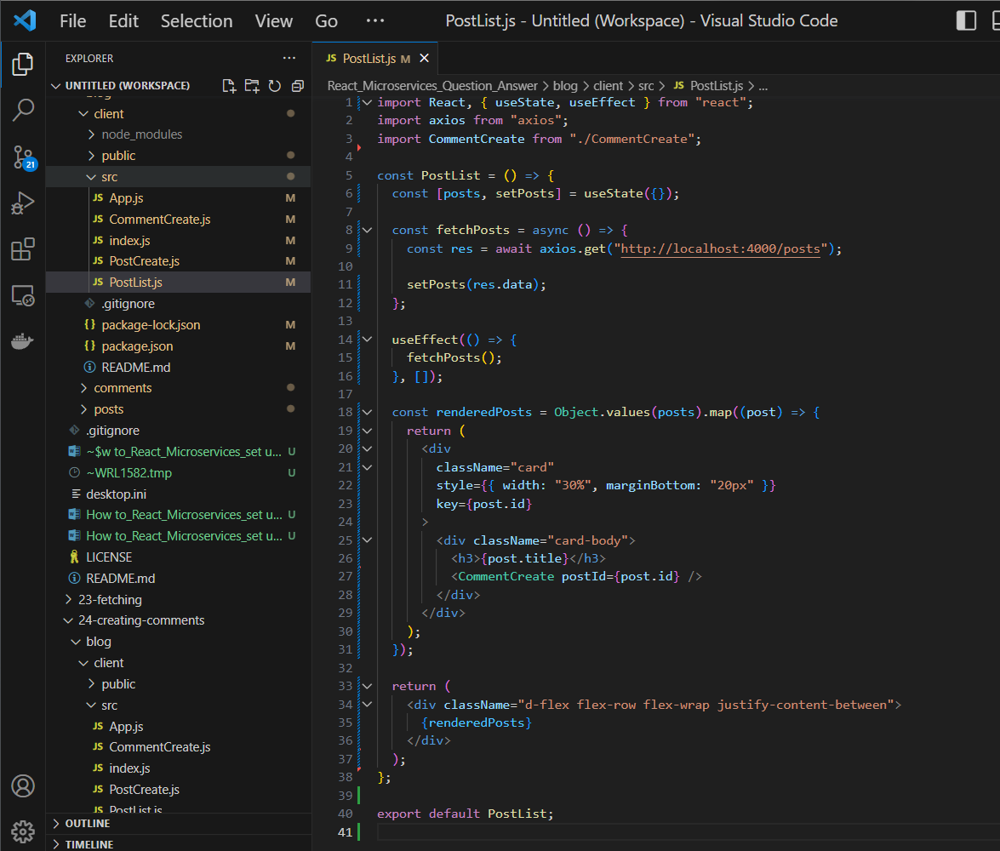 File Edit Selection View Go ··· PostList.js - Untitled (Workspace) - Visual Studio Code
EXPLORER ···
UNTITLED (WORKSPACE)
client
node_modules
public
src
JS App.js M
JS CommentCreate.js M
JS index.js M
JS PostCreate.js M
JS PostList.js M
.gitignore
{} package-lock.json M
{} package.json M
README.md
comments
posts
.gitignore
~$w to_React_Microservices_set u... U
~WRL1582.tmp U
desktop.ini
How to_React_Microservices_set u... U
How to_React_Microservices_set u... U
LICENSE
README.md
23-fetching
24-creating-comments
blog
client
public
src
JS App.js
JS CommentCreate.js
JS index.js
JS PostCreate.js
JS PostList.js
OUTLINE
TIMELINE
21
JS PostList.js M ×
React_Microservices_Question_Answer > blog > client > src > JS PostList.js > ...
1 import React, { useState, useEffect } from "react";
2 import axios from "axios";
3 import CommentCreate from "./CommentCreate";
4
5 const PostList = () => {
6 const [posts, setPosts] = useState({});
7
8 const fetchPosts = async () => {
9 const res = await axios.get("http://localhost:4000/posts");
10
11 setPosts(res.data);
12 };
13
14 useEffect(() => {
15 fetchPosts();
16 }, []);
17
18 const renderedPosts = Object.values(posts).map((post) => {
19 return (
20 <div
21 className="card"
22 style={{ width: "30%", marginBottom: "20px" }}
23 key={post.id}
24 >
25 <div className="card-body">
26 <h3>{post.title}</h3>
27 <CommentCreate postId={post.id} />
28 </div>
29 </div>
30 );
31 });
32
33 return (
34 <div className="d-flex flex-row flex-wrap justify-content-between">
35 {renderedPosts}
36 </div>
37 );
38 };
39
40 export default PostList;
41